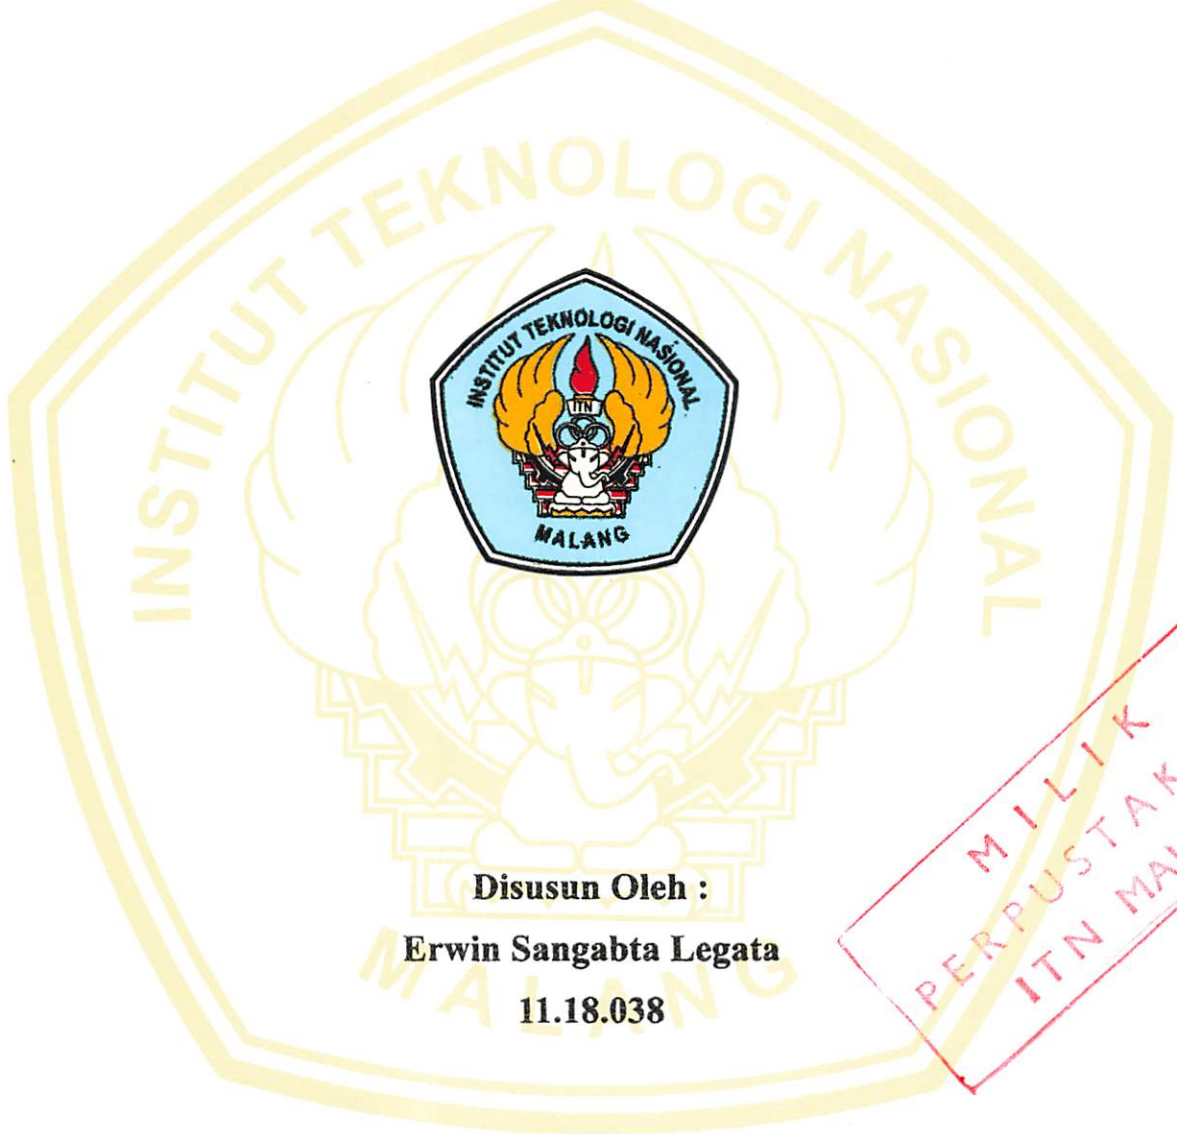 INSTITUT TEKNOLOGI NASIONAL
MALANG
INSTITUT TEKNOLOGI NASIONAL
ITN
MALANG
Disusun Oleh :
Erwin Sangabta Legata
11.18.038
MILIK
PERPUSTAK
ITN MAL